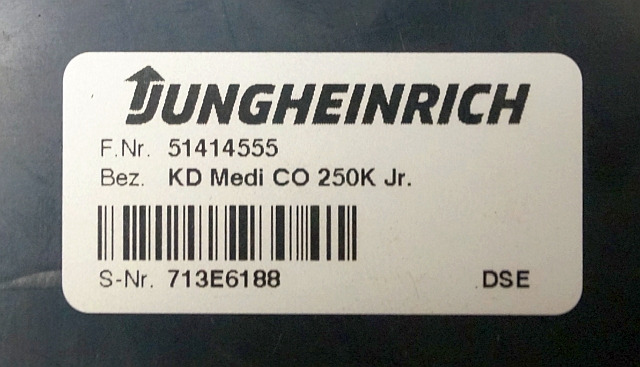 JUNGHEINRICH
F.Nr. 51414555
Bez. KD Medi CO 250K Jr.
S-Nr. 713E6188 DSE